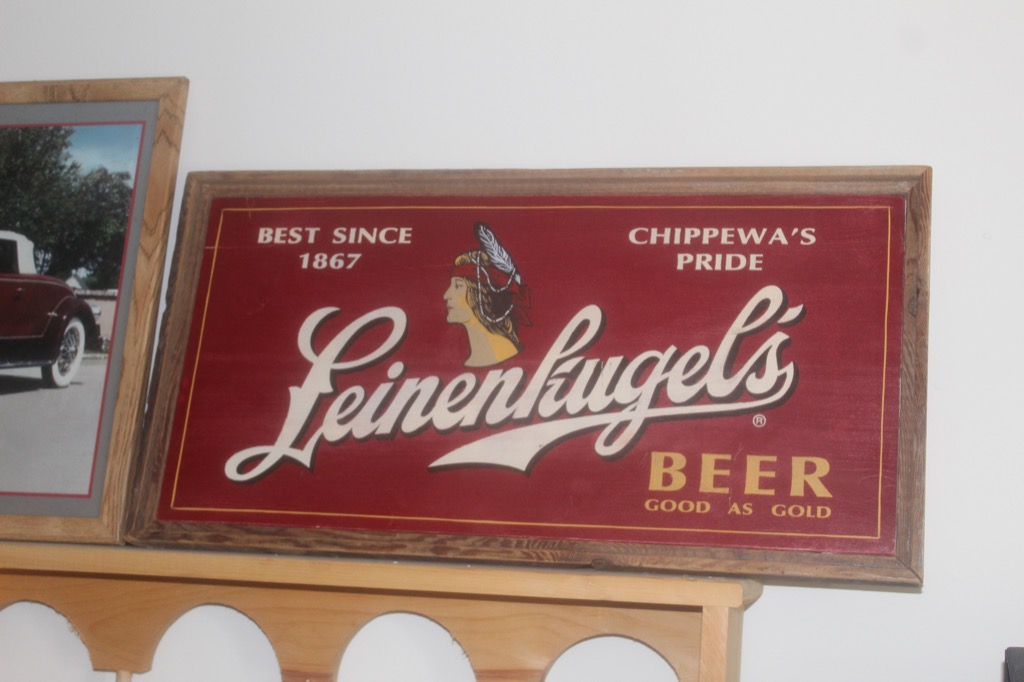 BEST SINCE
1867
CHIPPEWA'S
PRIDE
Leinenkugel's
®
BEER
GOOD AS GOLD